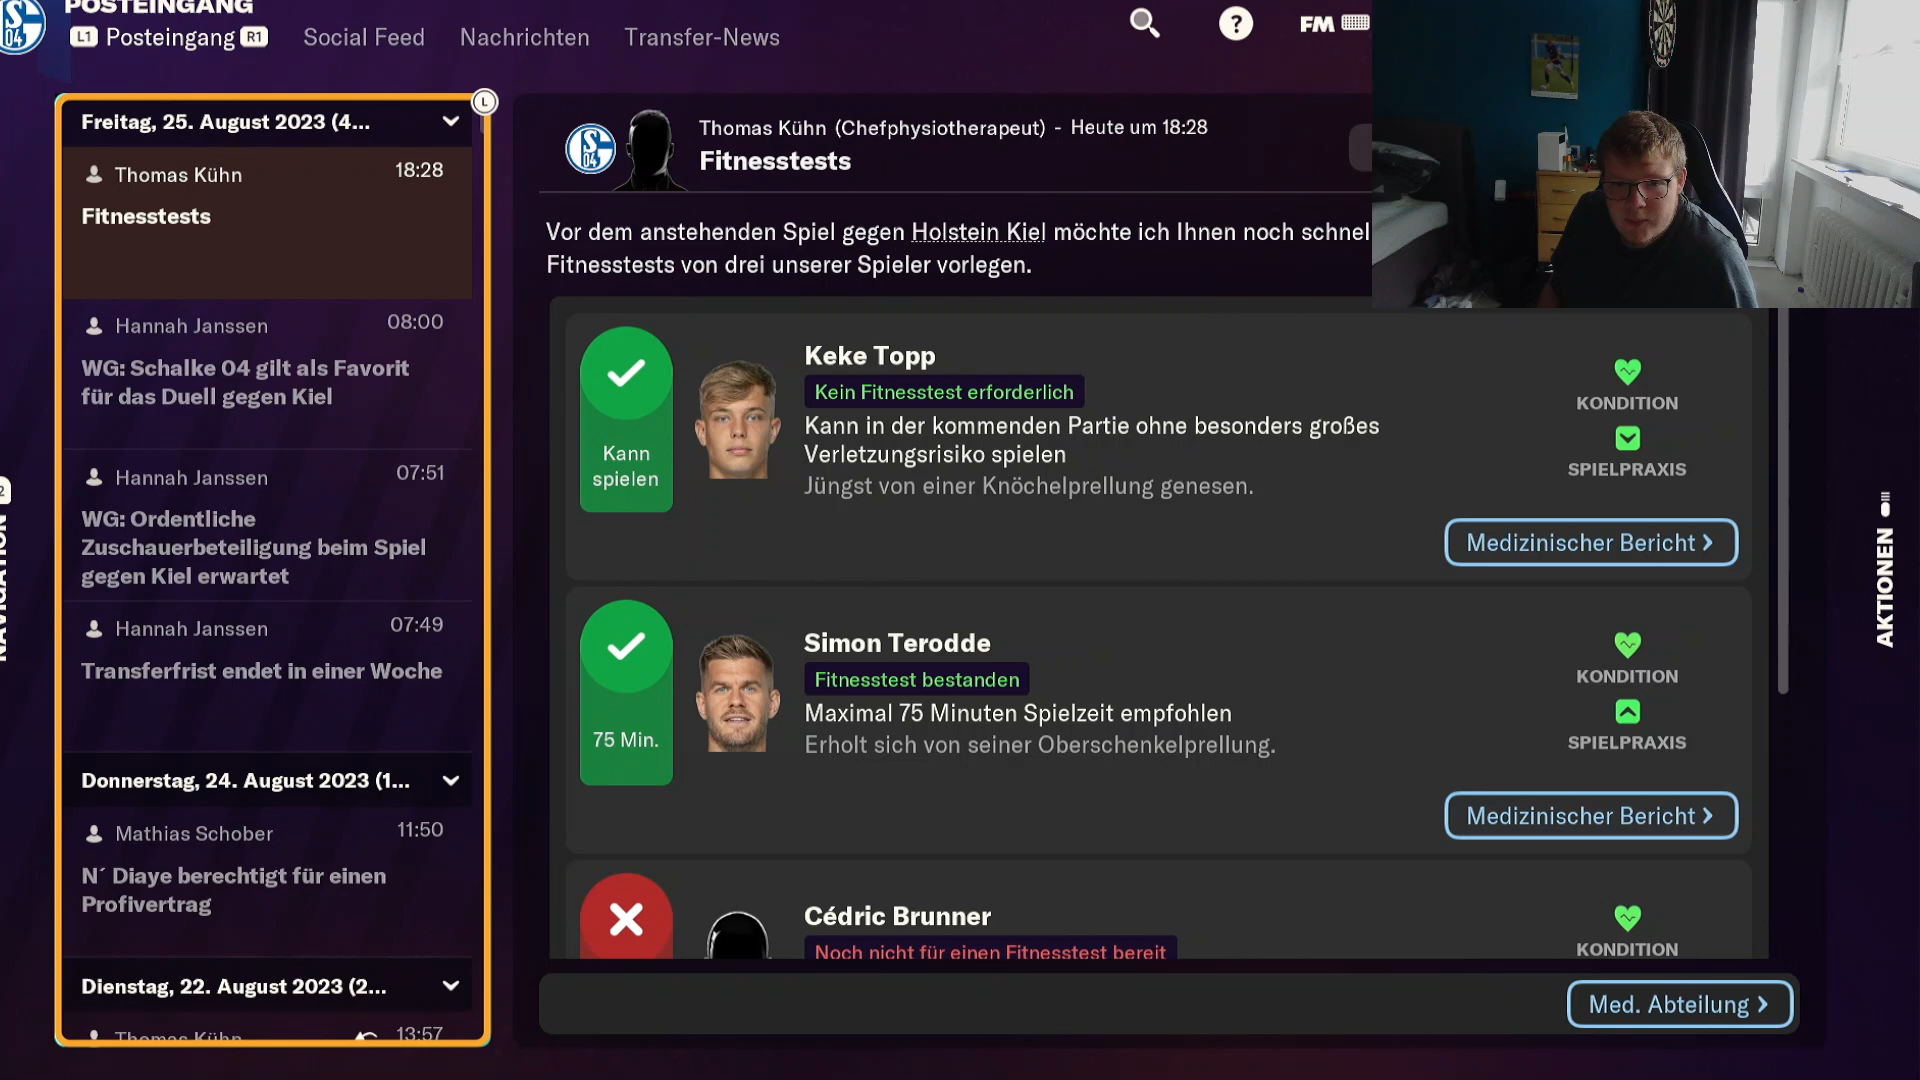 POSTEINGANG
L1 Posteingang R1
Social Feed
Nachrichten
Transfer-News
?
FM
Freitag, 25. August 2023 (4...
L
Thomas Kühn
18:28
Fitnesstests
Hannah Janssen
08:00
WG: Schalke 04 gilt als Favorit
für das Duell gegen Kiel
Hannah Janssen
07:51
WG: Ordentliche
Zuschauerbeteiligung beim Spiel
gegen Kiel erwartet
Hannah Janssen
07:49
Transferfrist endet in einer Woche
Donnerstag, 24. August 2023 (1...
Mathias Schober
11:50
N´ Diaye berechtigt für einen
Profivertrag
Dienstag, 22. August 2023 (2...
Thomas Kühn
13:57
Thomas Kühn (Chefphysiotherapeut) - Heute um 18:28
Fitnesstests
Vor dem anstehenden Spiel gegen Holstein Kiel möchte ich Ihnen noch schnel
Fitnesstests von drei unserer Spieler vorlegen.
Kann
spielen
Keke Topp
Kein Fitnesstest erforderlich
Kann in der kommenden Partie ohne besonders großes
Verletzungsrisiko spielen
Jüngst von einer Knöchelprellung genesen.
KONDITION
SPIELPRAXIS
Medizinischer Bericht
75 Min.
Simon Terodde
Fitnesstest bestanden
Maximal 75 Minuten Spielzeit empfohlen
Erholt sich von seiner Oberschenkelprellung.
KONDITION
SPIELPRAXIS
Medizinischer Bericht
Cédric Brunner
Noch nicht für einen Fitnesstest bereit
KONDITION
Med. Abteilung
NAVIGATION
AKTIONEN